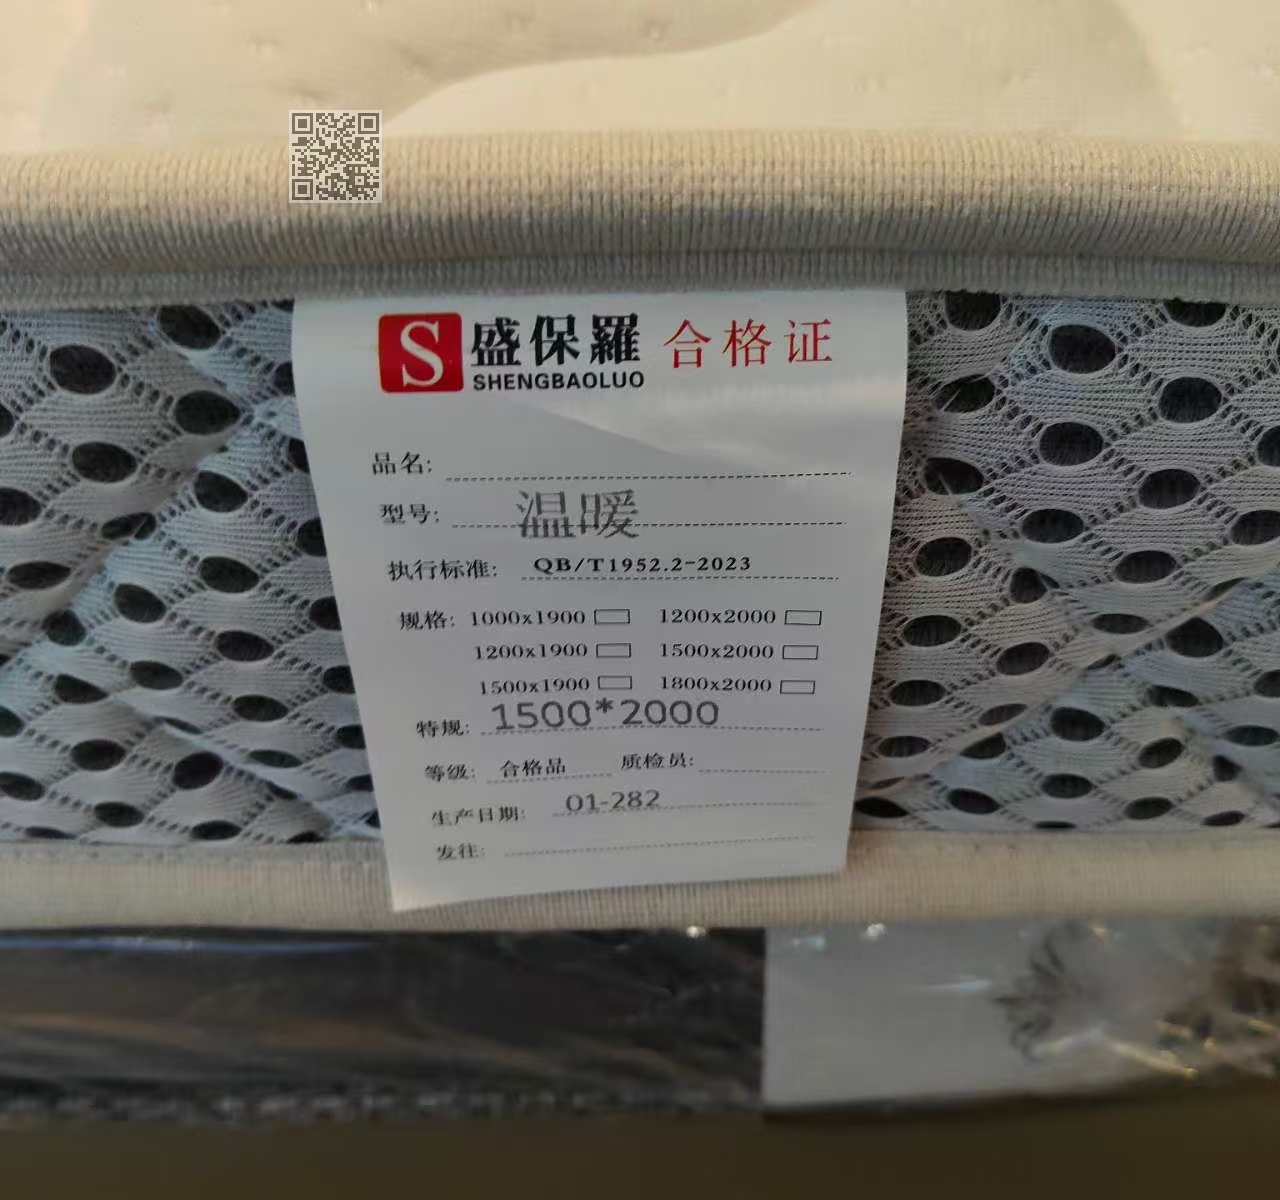 S 盛保羅 合格证
SHENGBAOLUO
品名:
型号: 温暖
执行标准: QB/T1952.2-2023
规格: 1000x1900 1200x2000
1200x1900 1500x2000
1500x1900 1800x2000
特规: 1500*2000
等级: 合格品 质检员:
生产日期: 01-282
发往: